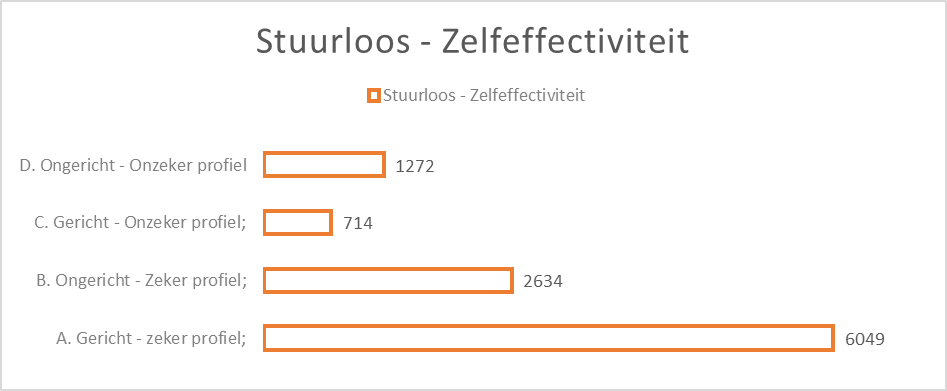 Stuurloos - Zelfeffectiviteit
Stuurloos - Zelfeffectiviteit
D. Ongericht - Onzeker profiel 1272
C. Gericht - Onzeker profiel; 714
B. Ongericht - Zeker profiel; 2634
A. Gericht - zeker profiel; 6049